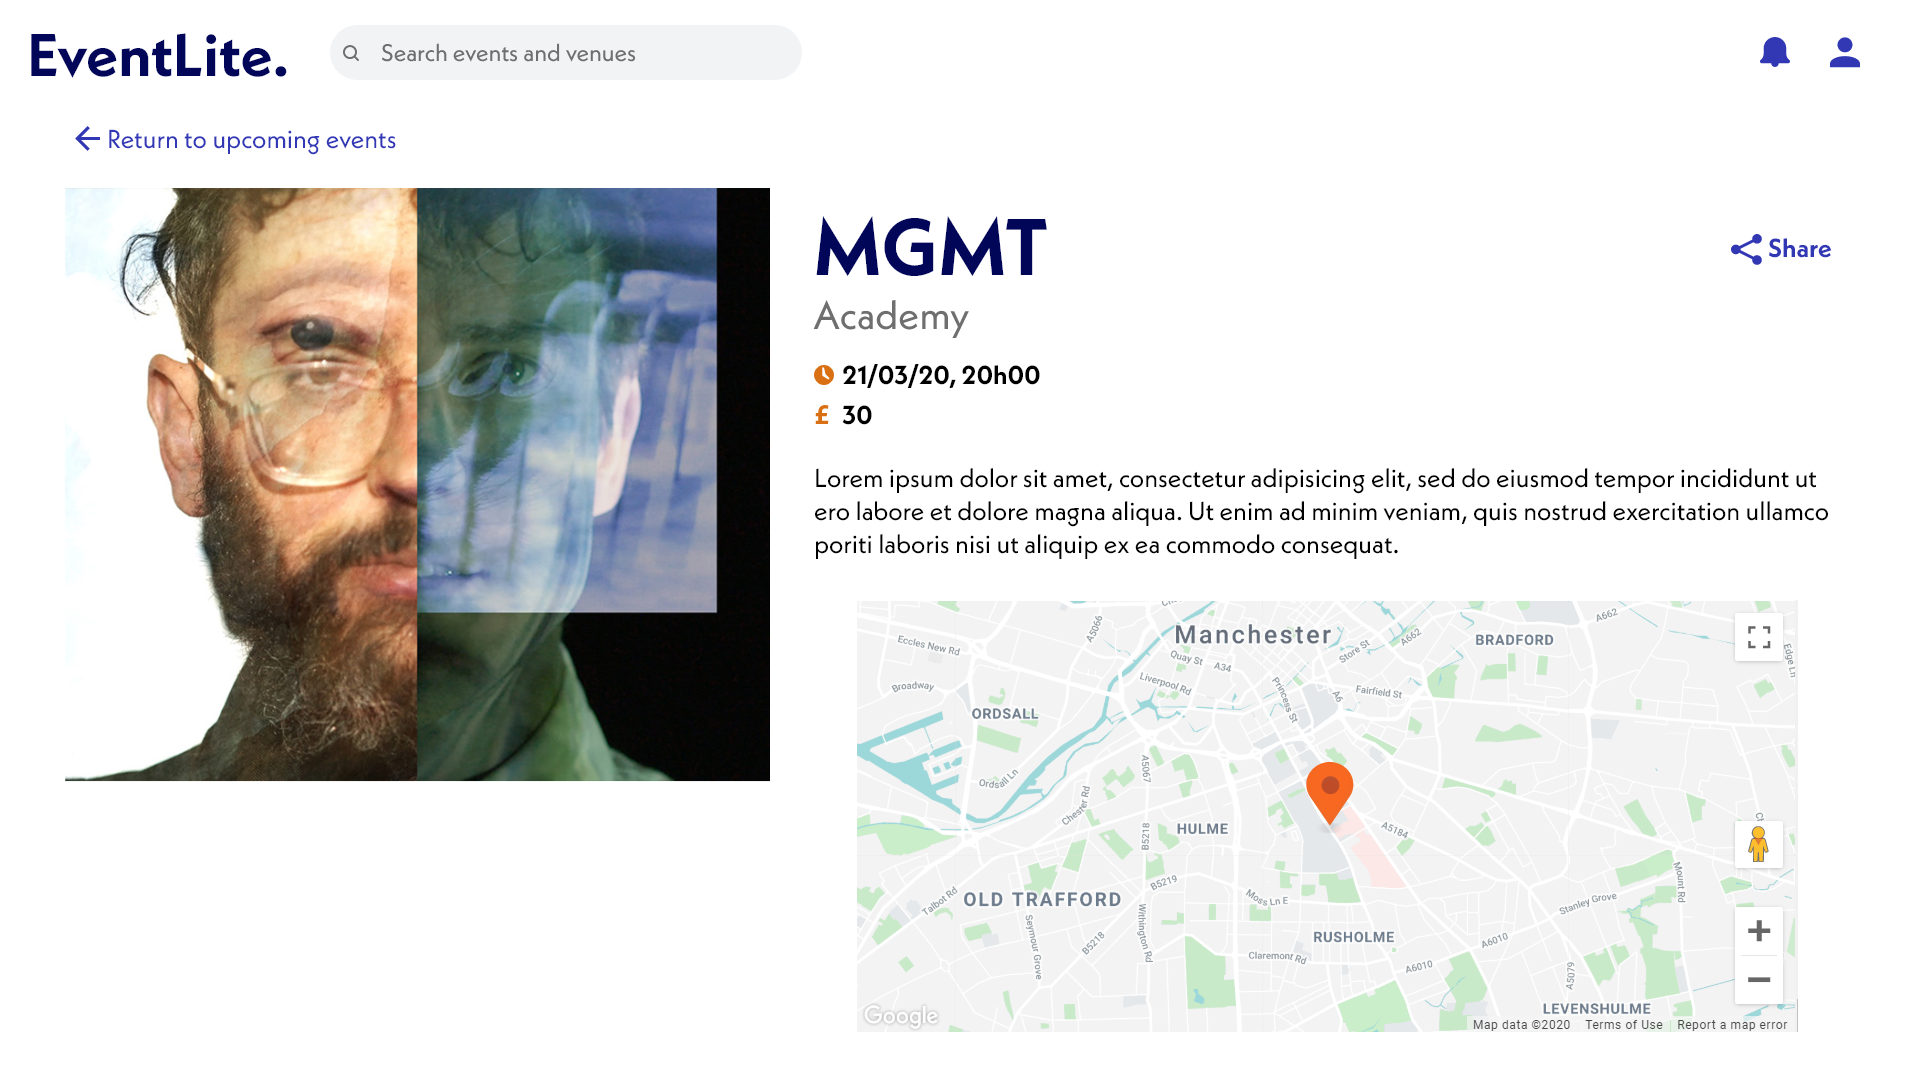 EventLite.
Search events and venues
Return to upcoming events
MGMT
Share
Academy
21/03/20, 20h00
£ 30
Lorem ipsum dolor sit amet, consectetur adipisicing elit, sed do eiusmod tempor incididunt ut
ero labore et dolore magna aliqua. Ut enim ad minim veniam, quis nostrud exercitation ullamco
poriti laboris nisi ut aliquip ex ea commodo consequat.
A662
A5066
Manchester
A662
BRADFORD
Eccles New Rd
Store St
Quay St
A34
Edge Ln
Liverpool Rd
Broadway
Princess St
A6
Fairfield St
ORDSALL
A5067
Ordsall Ln
Chester Rd
HULME
B5218
A5184
Talbot Rd
OLD TRAFFORD
B5219
Moss Ln E
Mount Rd
Stanley Grove
Seymour Grove
Withington Rd
B5218
RUSHOLME
A6010
Claremont Rd
A6010
A5079
LEVENSHULME
Google
Map data ©2020 Terms of Use Report a map error